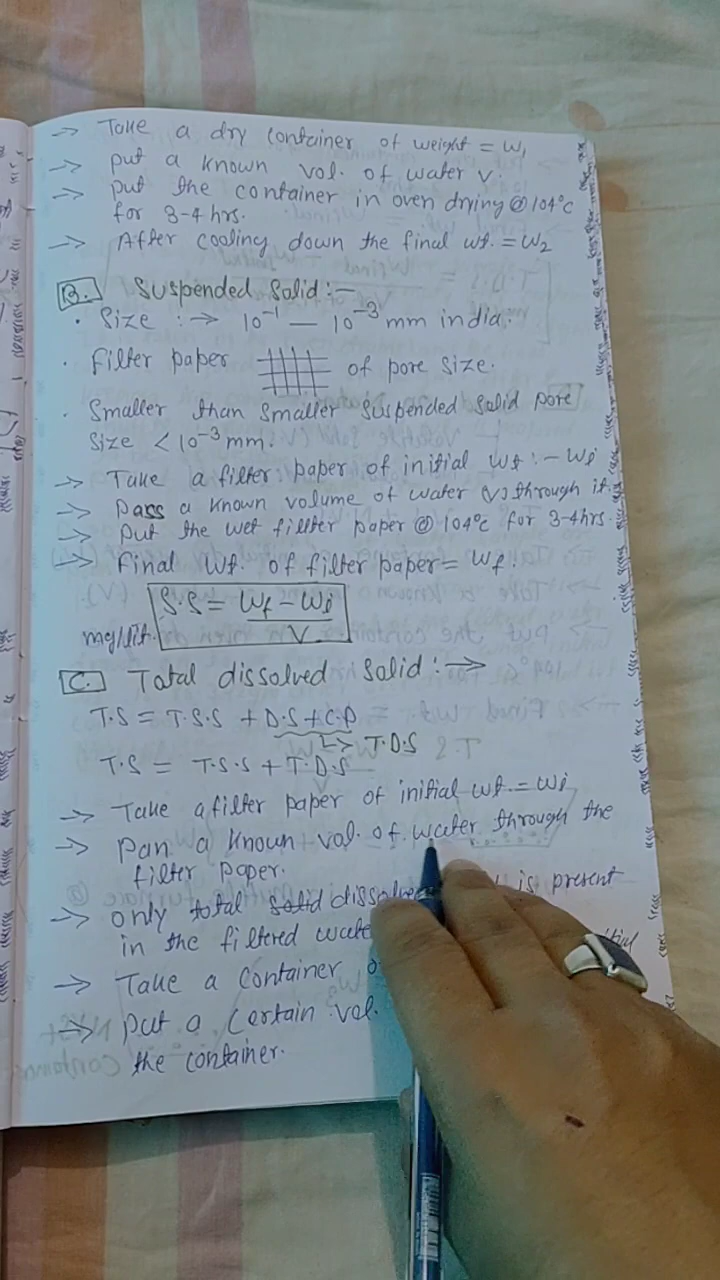 → Take a dry container of weight = W₁
→ put a known vol. of water V.
→ put the container in oven drying @ 104°C
for 3-4 hrs.
→ After cooling down the final wt. = W₂
B. Suspended Solid :-
• Size :→ 10⁻¹ — 10⁻³ mm in dia.
• Filter paper of pore size.
• Smaller than smaller suspended solid pore
size < 10⁻³ mm.
→ Take a filter paper of initial wt :- Wi
→ Pass a known volume of water (V) through it.
→ put the wet fillter paper @ 104°C for 3-4 hrs.
→ Final wt. of filter paper = Wf.
S.S = Wf - Wi
mg/lit. V.
C. Total dissolved solid :→
T.S = T.S.S + D.S + C.P
↳ T.D.S
T.S = T.S.S + T.D.S
→ Take a filter paper of initial wt. = Wi
→ Pan a known vol. of water through the
filter paper.
→ only total solid is present
in the filtered
→ Take a container
→ put a certain vol.
the container.